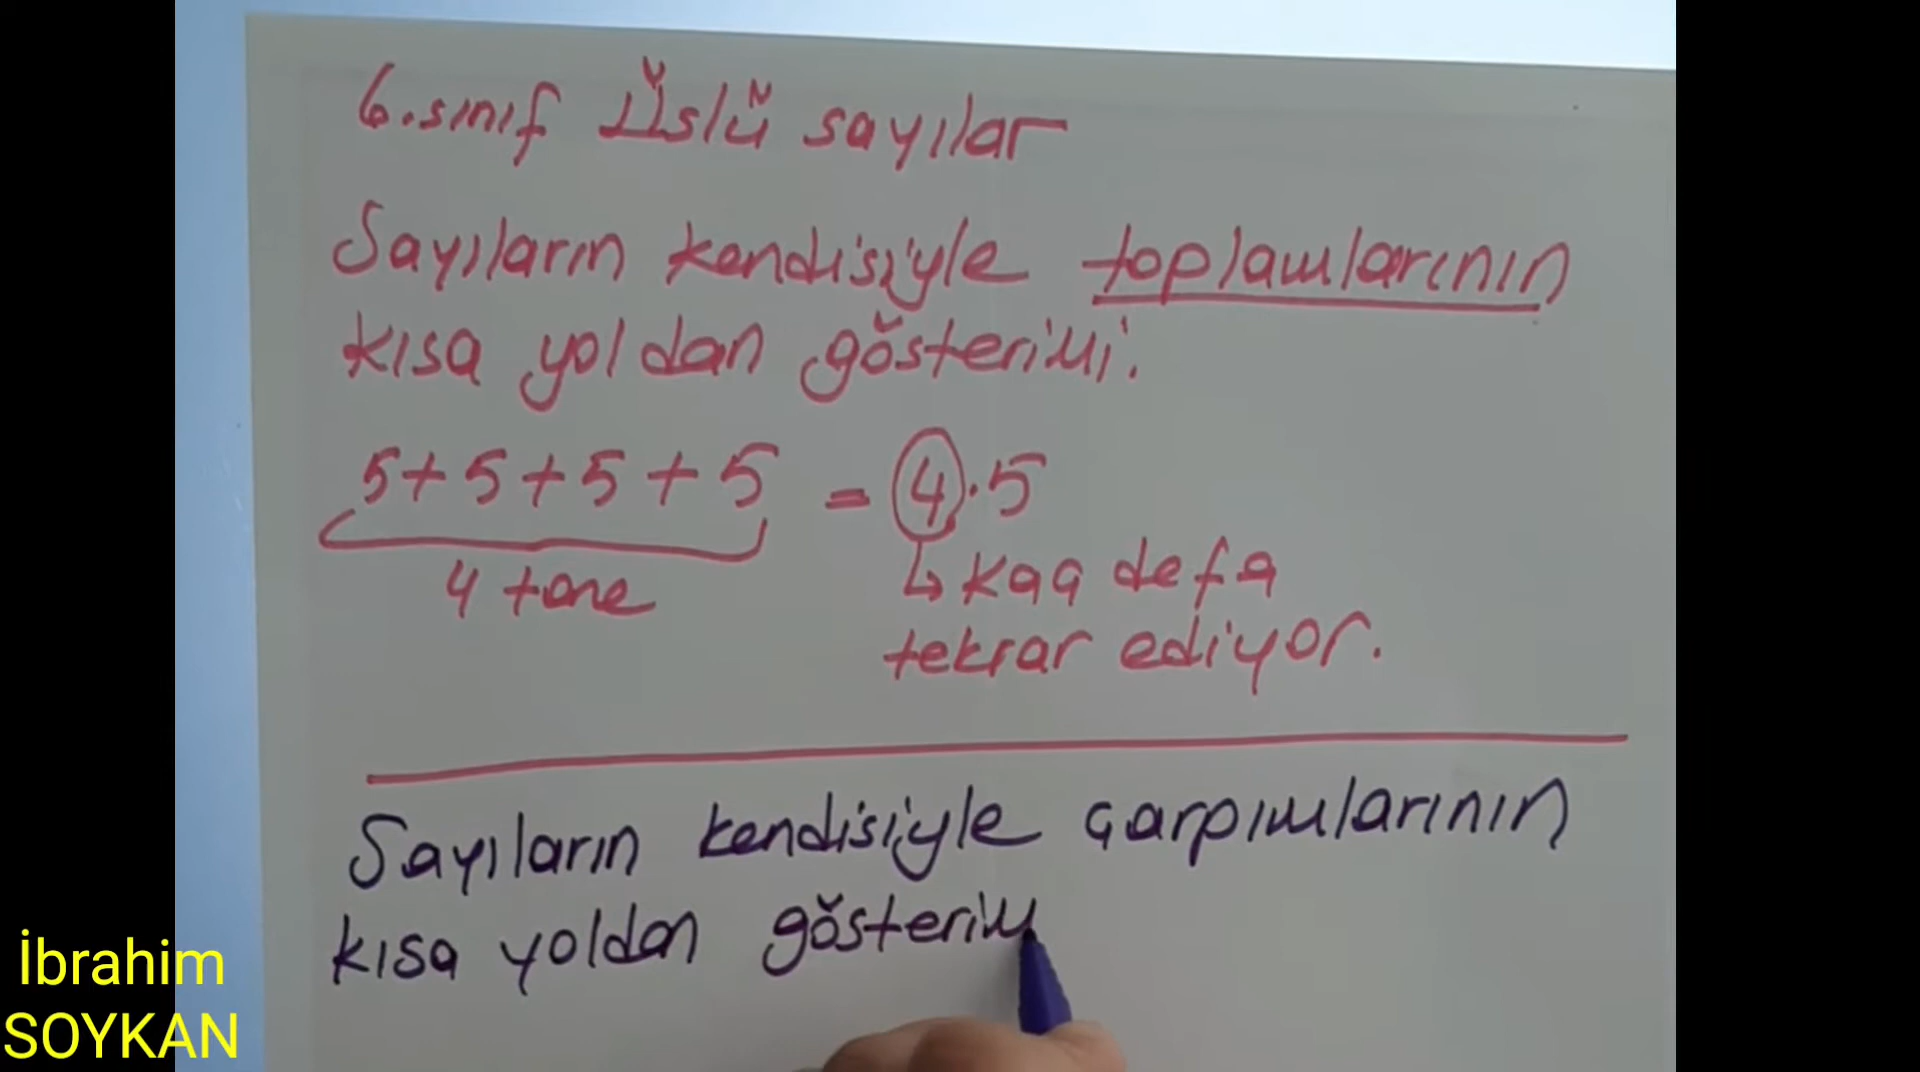 6.sınıf Üslü sayılar
Sayıların kendisiyle toplamlarının
kısa yoldan gösterimi.
5+5+5+5 = 4.5
4 tane
↳ kaç defa
tekrar ediyor.
Sayıların kendisiyle çarpımlarının
kısa yoldan gösterim
İbrahim
SOYKAN